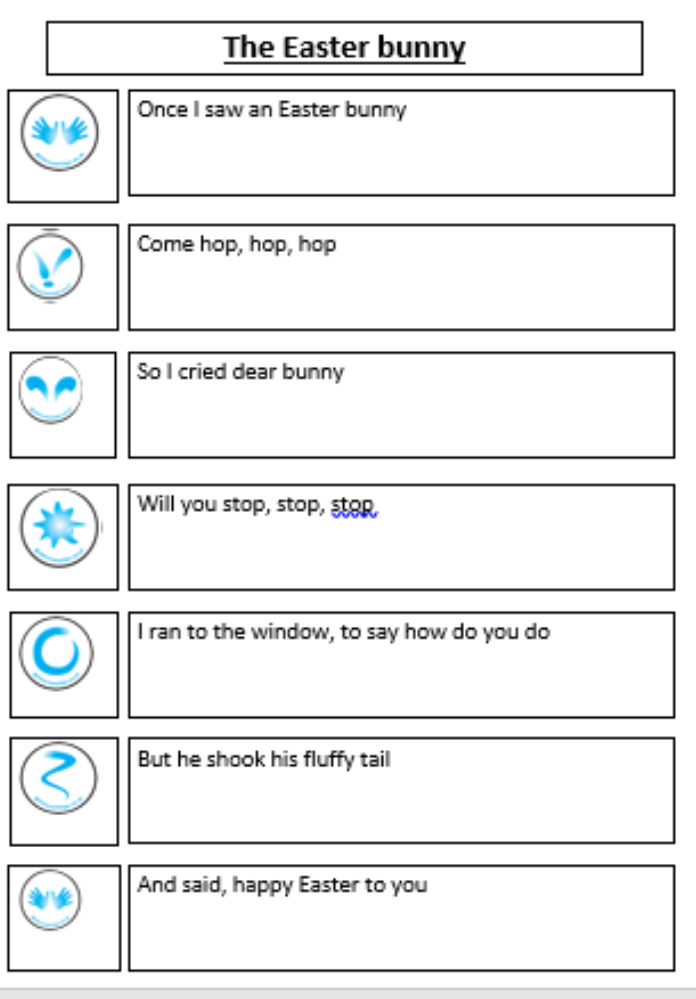 The Easter bunny
Once I saw an Easter bunny
Come hop, hop, hop
So I cried dear bunny
Will you stop, stop, stop
I ran to the window, to say how do you do
But he shook his fluffy tail
And said, happy Easter to you